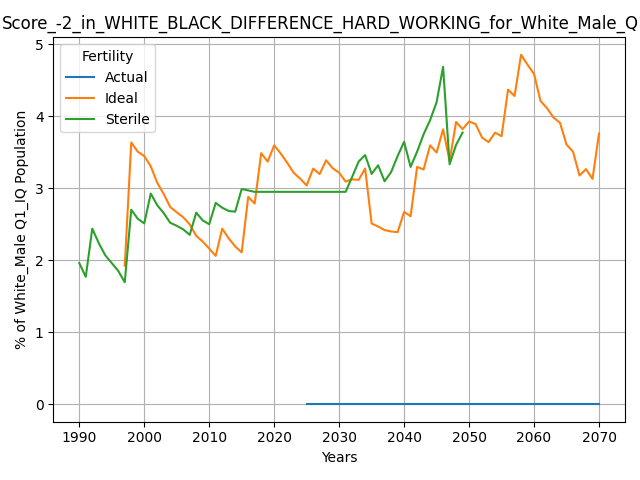 Score_-2_in_WHITE_BLACK_DIFFERENCE_HARD_WORKING_for_White_Male_Q
Fertility
Actual
Ideal
Sterile
% of White_Male Q1_IQ Population
5
4
3
2
1
0
1990 2000 2010 2020 2030 2040 2050 2060 2070
Years